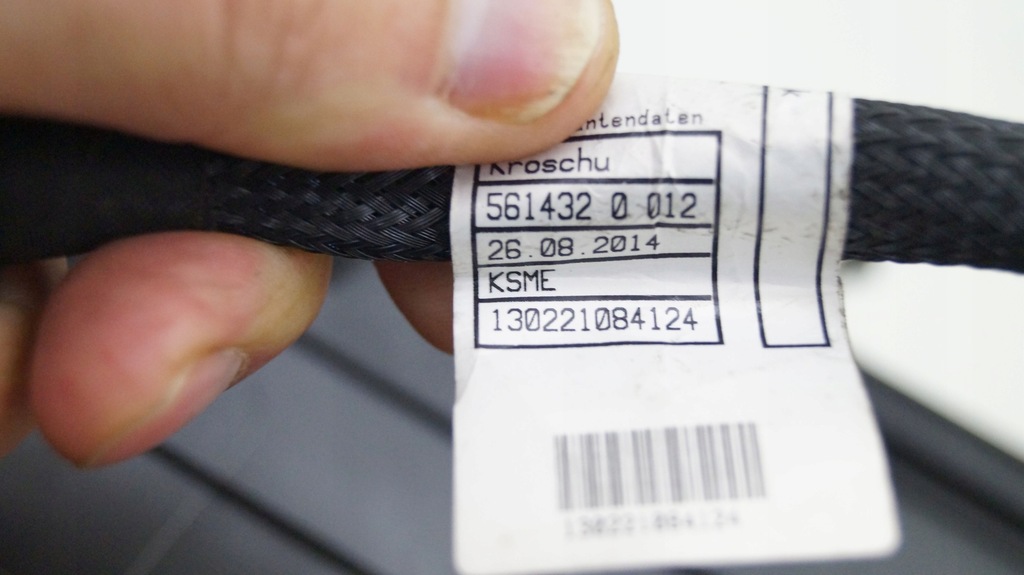 ntendaten
Kroschu
561432 0 012
26.08.2014
KSME
130221084124
130221084124